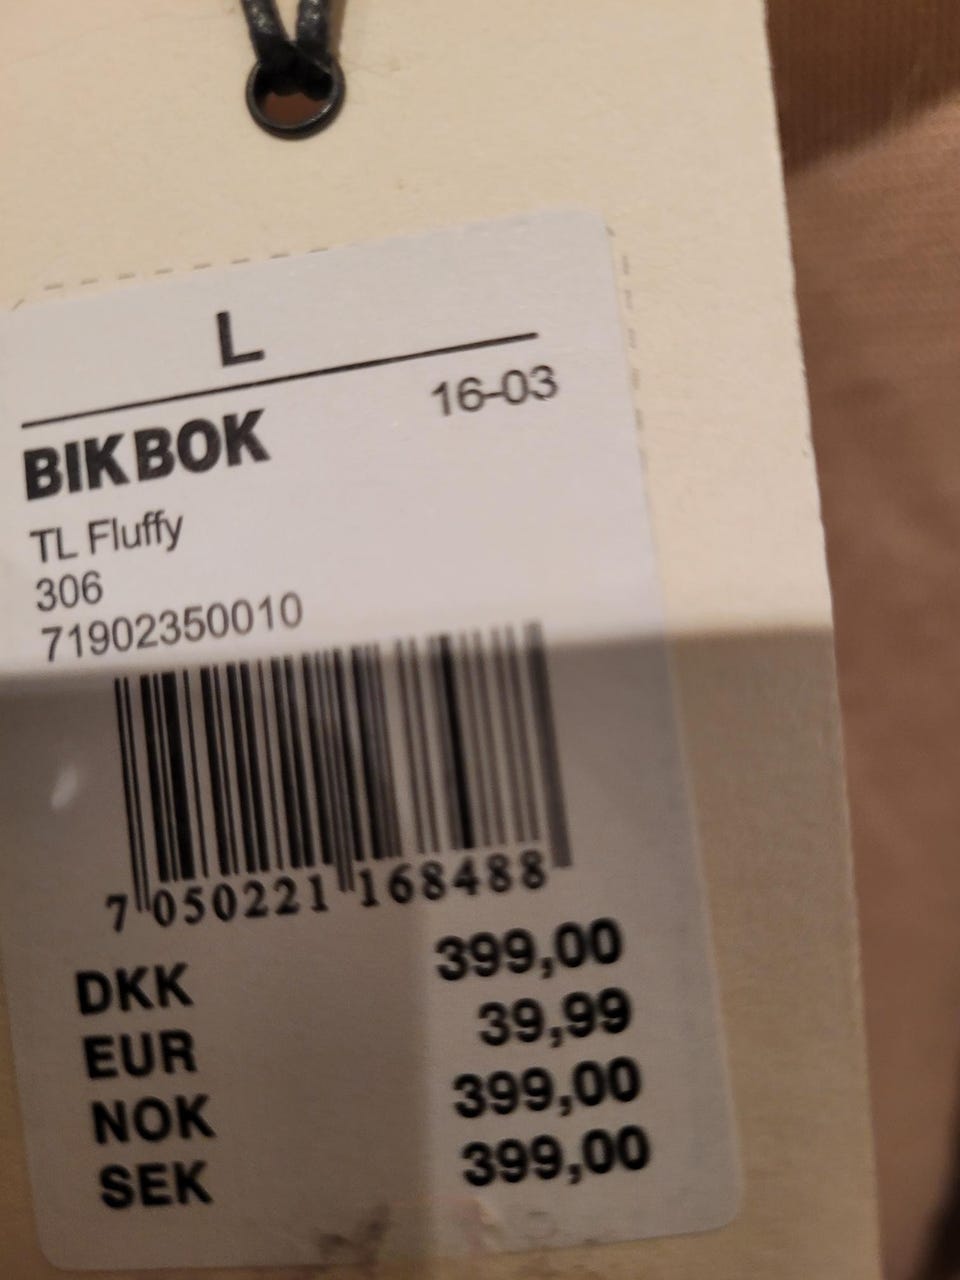 L
16-03
BIKBOK
TL Fluffy
306
71902350010
7 050221 168488
DKK 399,00
EUR 39,99
NOK 399,00
SEK 399,00